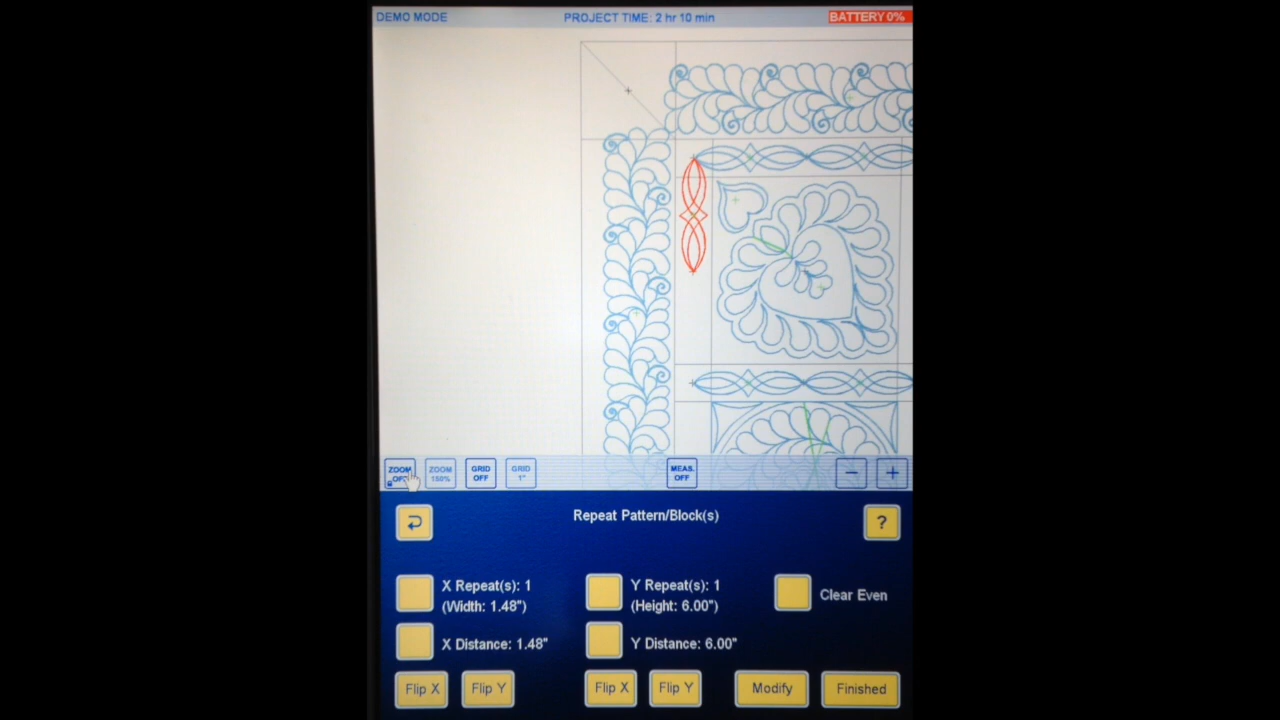 DEMO MODE PROJECT TIME: 2 hr 10 min BATTERY 0%
ZOOM OFF ZOOM 150% GRID OFF GRID 1" MEAS. OFF − +
Repeat Pattern/Block(s) ?
X Repeat(s): 1 Y Repeat(s): 1 Clear Even
(Width: 1.48") (Height: 6.00")
X Distance: 1.48" Y Distance: 6.00"
Flip X Flip Y Flip X Flip Y Modify Finished